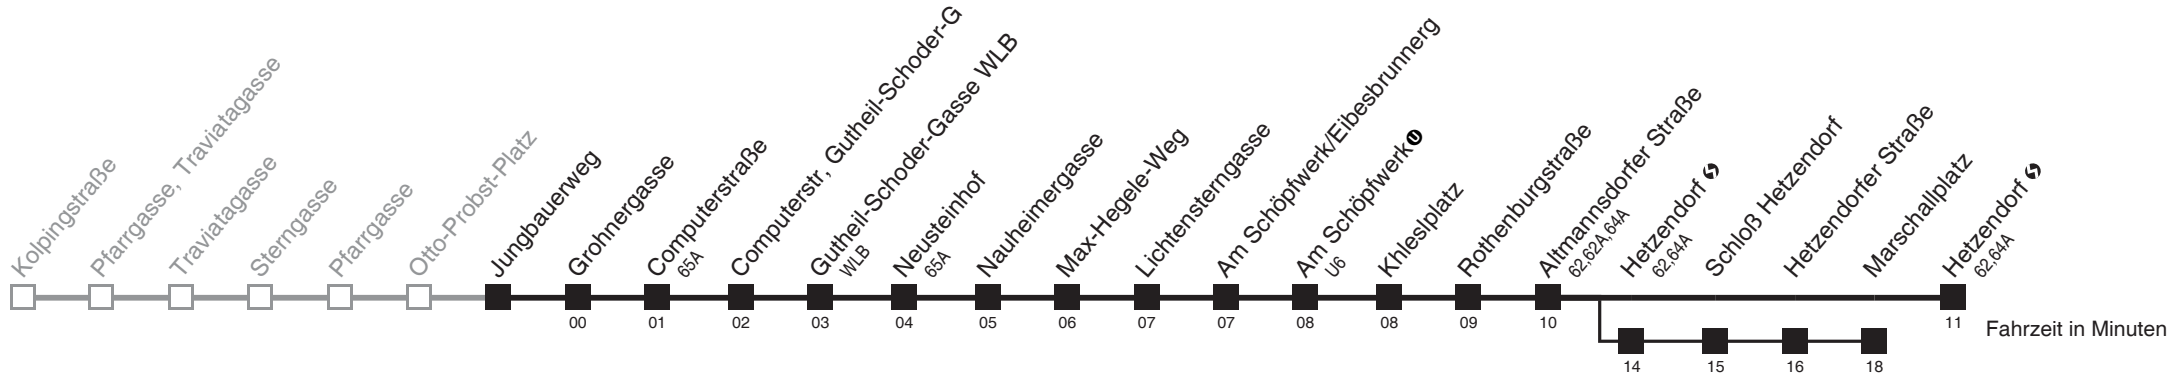 Kolpingstraße
Pfarrgasse, Traviatagasse
Traviatagasse
Sterngasse
Pfarrgasse
Otto-Probst-Platz
Jungbauerweg
Grohnergasse
Computerstraße
65A
Computerstr, Gutheil-Schoder-G
Gutheil-Schoder-Gasse WLB
WLB
Neusteinhof
65A
Nauheimergasse
Max-Hegele-Weg
Lichtensterngasse
Am Schöpfwerk/Eibesbrunnerg
Am Schöpfwerk U
U6
Khleslplatz
Rothenburgstraße
Altmannsdorfer Straße
62,62A,64A
Hetzendorf S
62,64A
Schloß Hetzendorf
Hetzendorfer Straße
Marschallplatz
Hetzendorf S
62,64A
00 01 02 03 04 05 06 07 07 08 08 09 10 11
Fahrzeit in Minuten
14 15 16 18